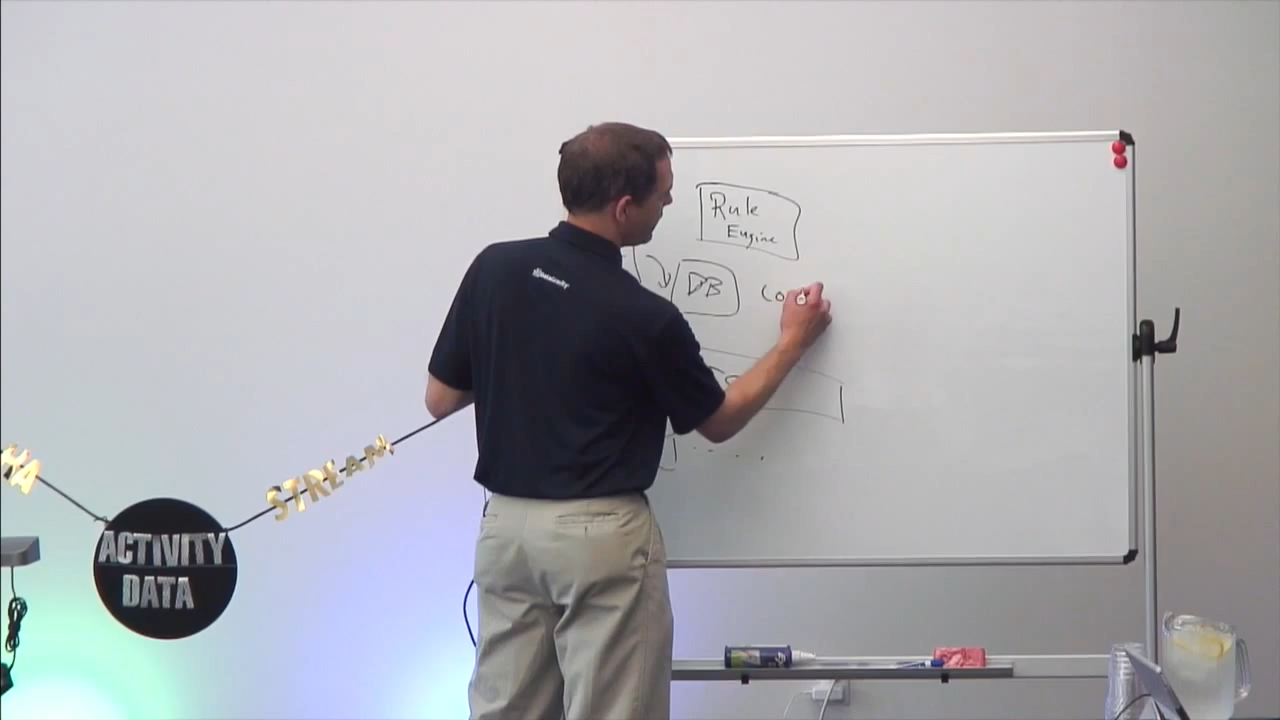 Rule
Engine
DB
Co
STREAM
ACTIVITY
DATA